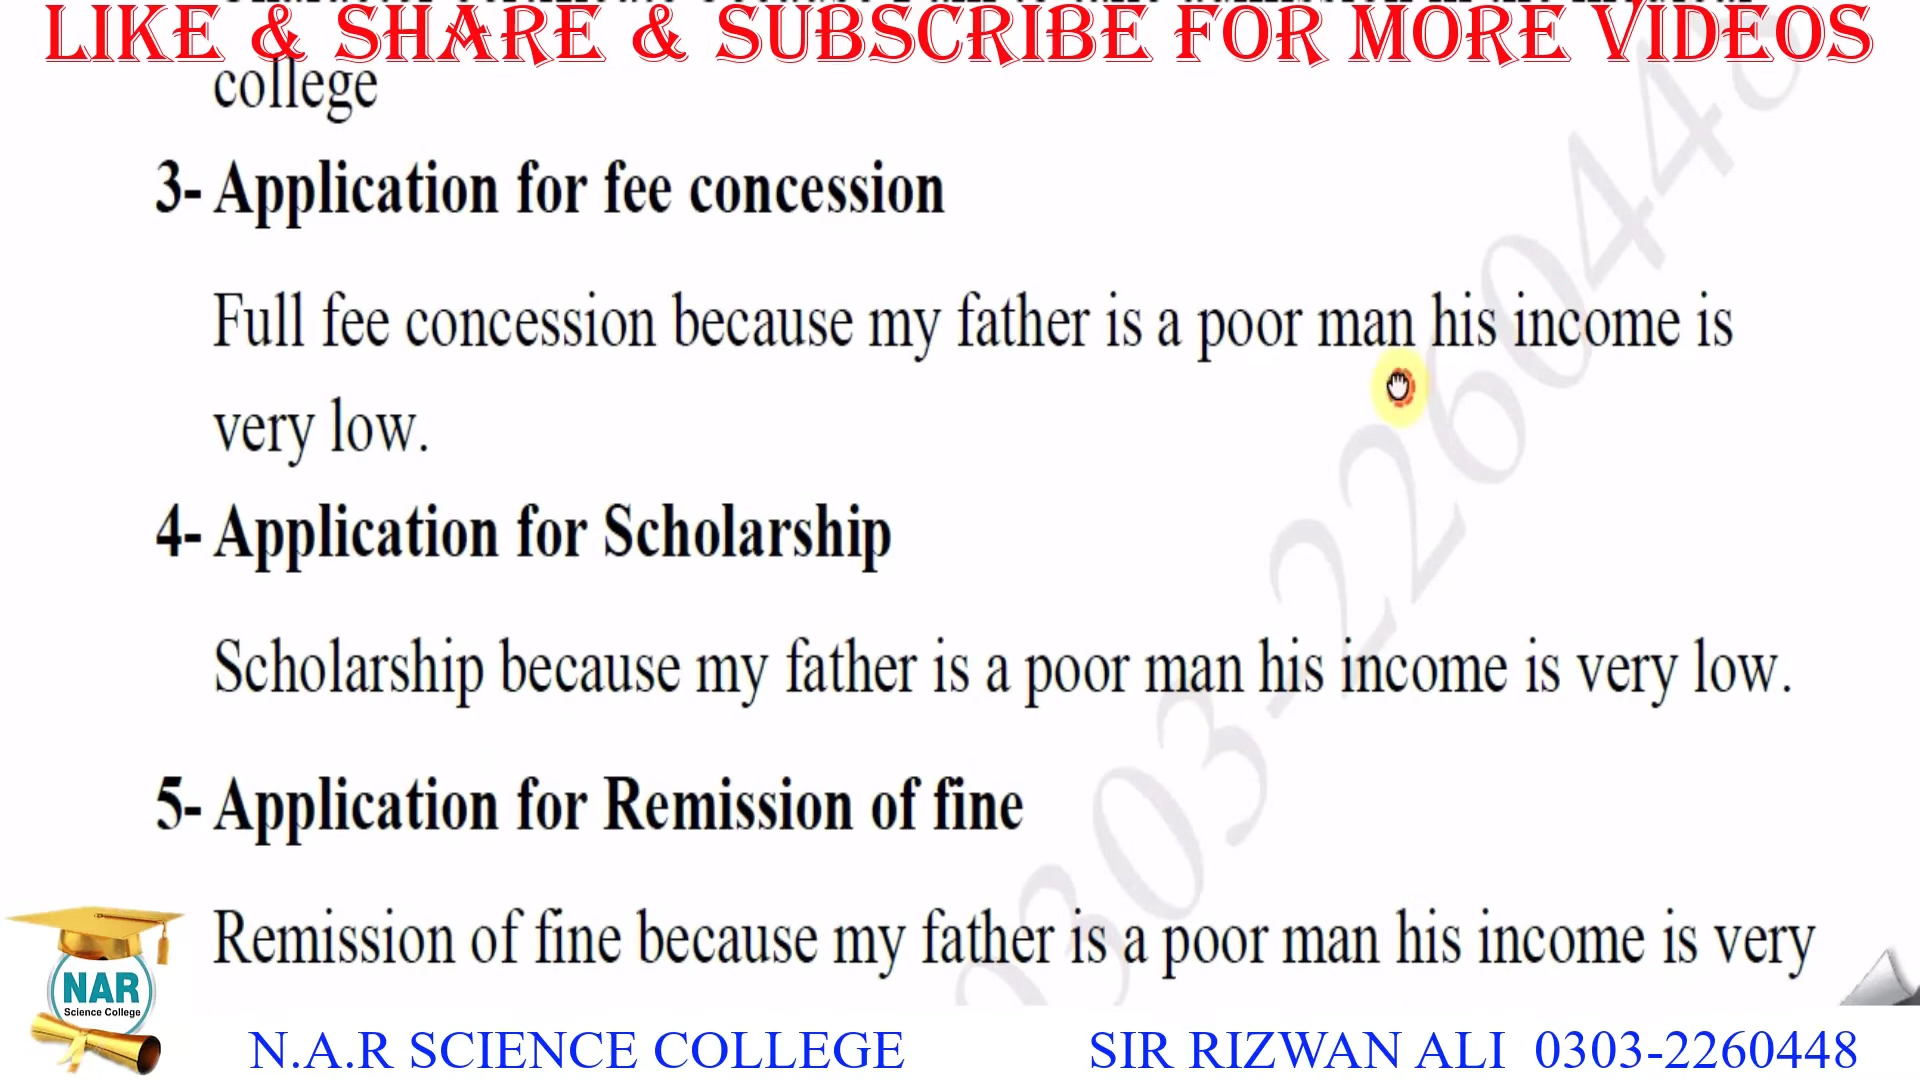 LIKE & SHARE & SUBSCRIBE FOR MORE VIDEOS
college
3- Application for fee concession
Full fee concession because my father is a poor man his income is
very low.
4- Application for Scholarship
Scholarship because my father is a poor man his income is very low.
5- Application for Remission of fine
Remission of fine because my father is a poor man his income is very
0303-2260448
NAR
Science College
N.A.R SCIENCE COLLEGE SIR RIZWAN ALI 0303-2260448